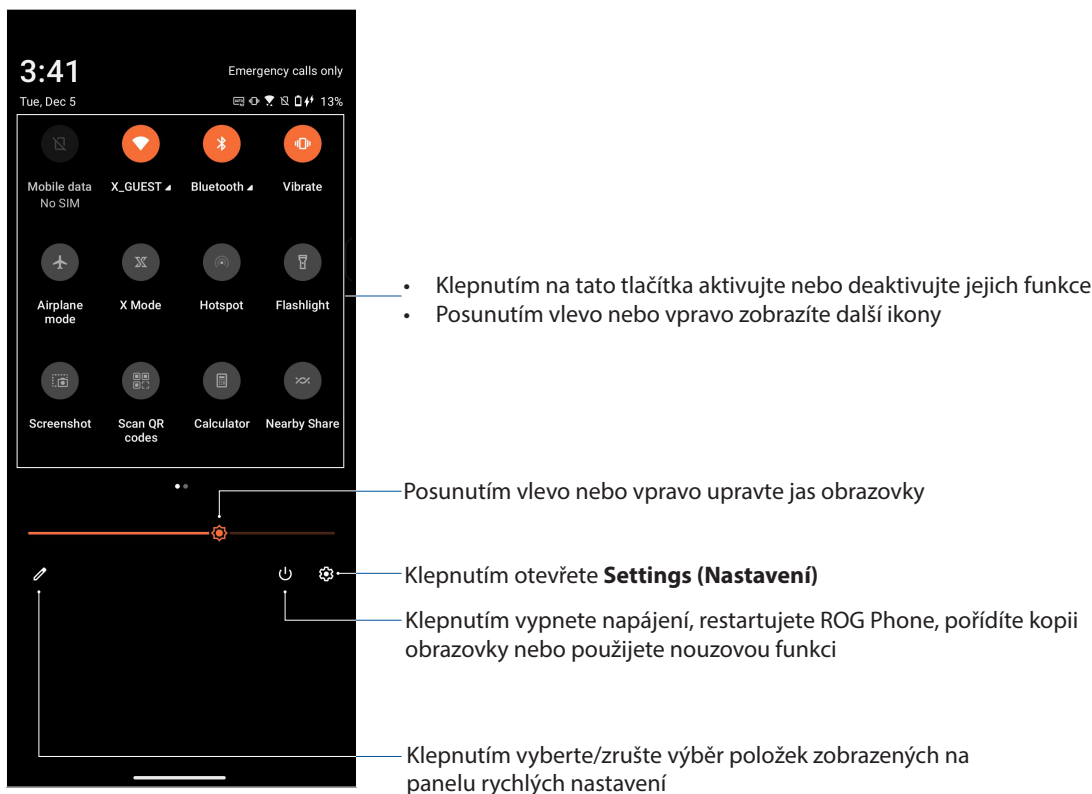 3:41
Emergency calls only
Tue, Dec 5
13%
Mobile data
No SIM
X_GUEST
Bluetooth
Vibrate
Airplane
mode
X Mode
Hotspot
Flashlight
Screenshot
Scan QR
codes
Calculator
Nearby Share
• Klepnutím na tato tlačítka aktivujte nebo deaktivujte jejich funkce
• Posunutím vlevo nebo vpravo zobrazíte další ikony
Posunutím vlevo nebo vpravo upravte jas obrazovky
Klepnutím otevřete Settings (Nastavení)
Klepnutím vypnete napájení, restartujete ROG Phone, pořídíte kopii
obrazovky nebo použijete nouzovou funkci
Klepnutím vyberte/zrušte výběr položek zobrazených na
panelu rychlých nastavení